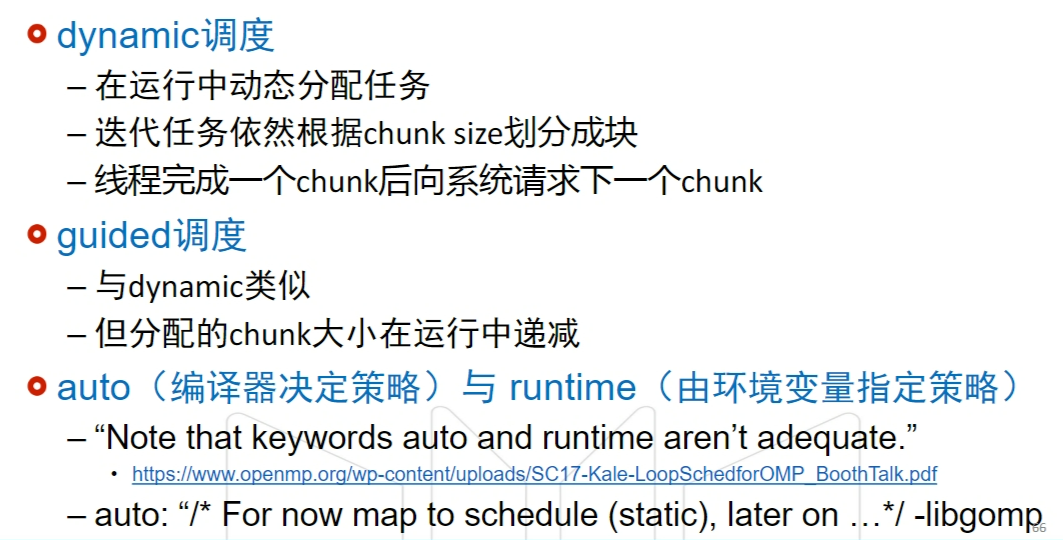 dynamic调度
– 在运行中动态分配任务
– 迭代任务依然根据chunk size划分成块
– 线程完成一个chunk后向系统请求下一个chunk
guided调度
– 与dynamic类似
– 但分配的chunk大小在运行中递减
auto（编译器决定策略）与 runtime（由环境变量指定策略）
– “Note that keywords auto and runtime aren’t adequate.”
• https://www.openmp.org/wp-content/uploads/SC17-Kale-LoopSchedforOMP_BoothTalk.pdf
– auto: “/* For now map to schedule (static), later on …*/ -libgomp
66